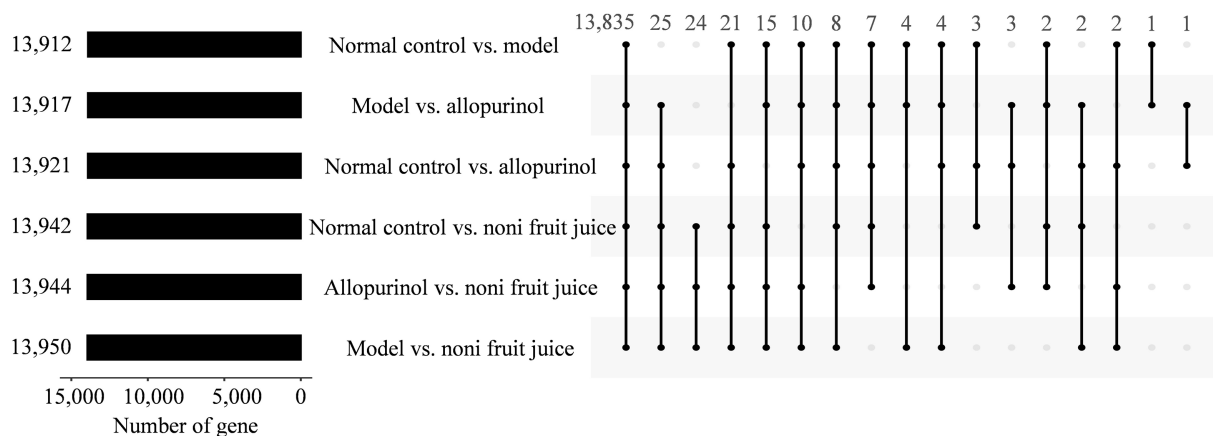 13,835 25 24 21 15 10 8 7 4 4 3 3 2 2 2 1 1
13,912 Normal control vs. model
13,917 Model vs. allopurinol
13,921 Normal control vs. allopurinol
13,942 Normal control vs. noni fruit juice
13,944 Allopurinol vs. noni fruit juice
13,950 Model vs. noni fruit juice
15,000 10,000 5,000 0
Number of gene